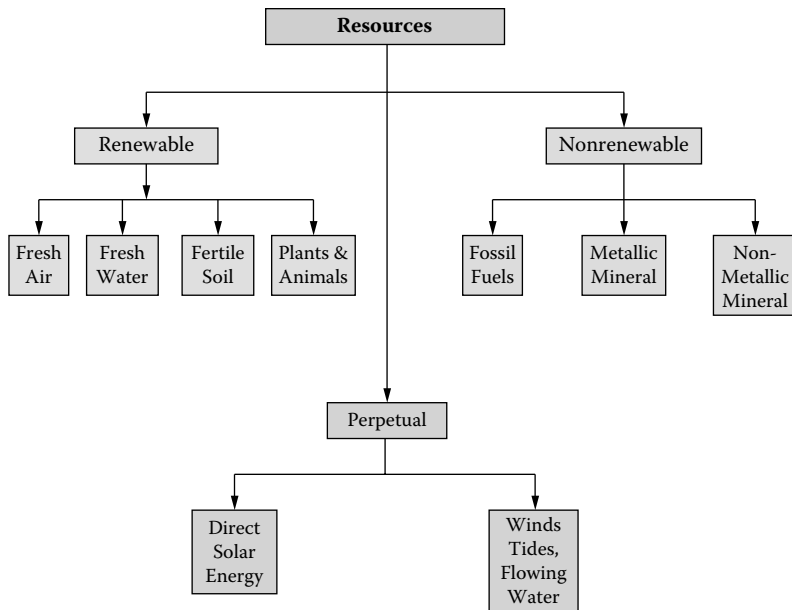 Resources
Renewable
Nonrenewable
Fresh
Air
Fresh
Water
Fertile
Soil
Plants &
Animals
Fossil
Fuels
Metallic
Mineral
Non-
Metallic
Mineral
Perpetual
Direct
Solar
Energy
Winds
Tides,
Flowing
Water